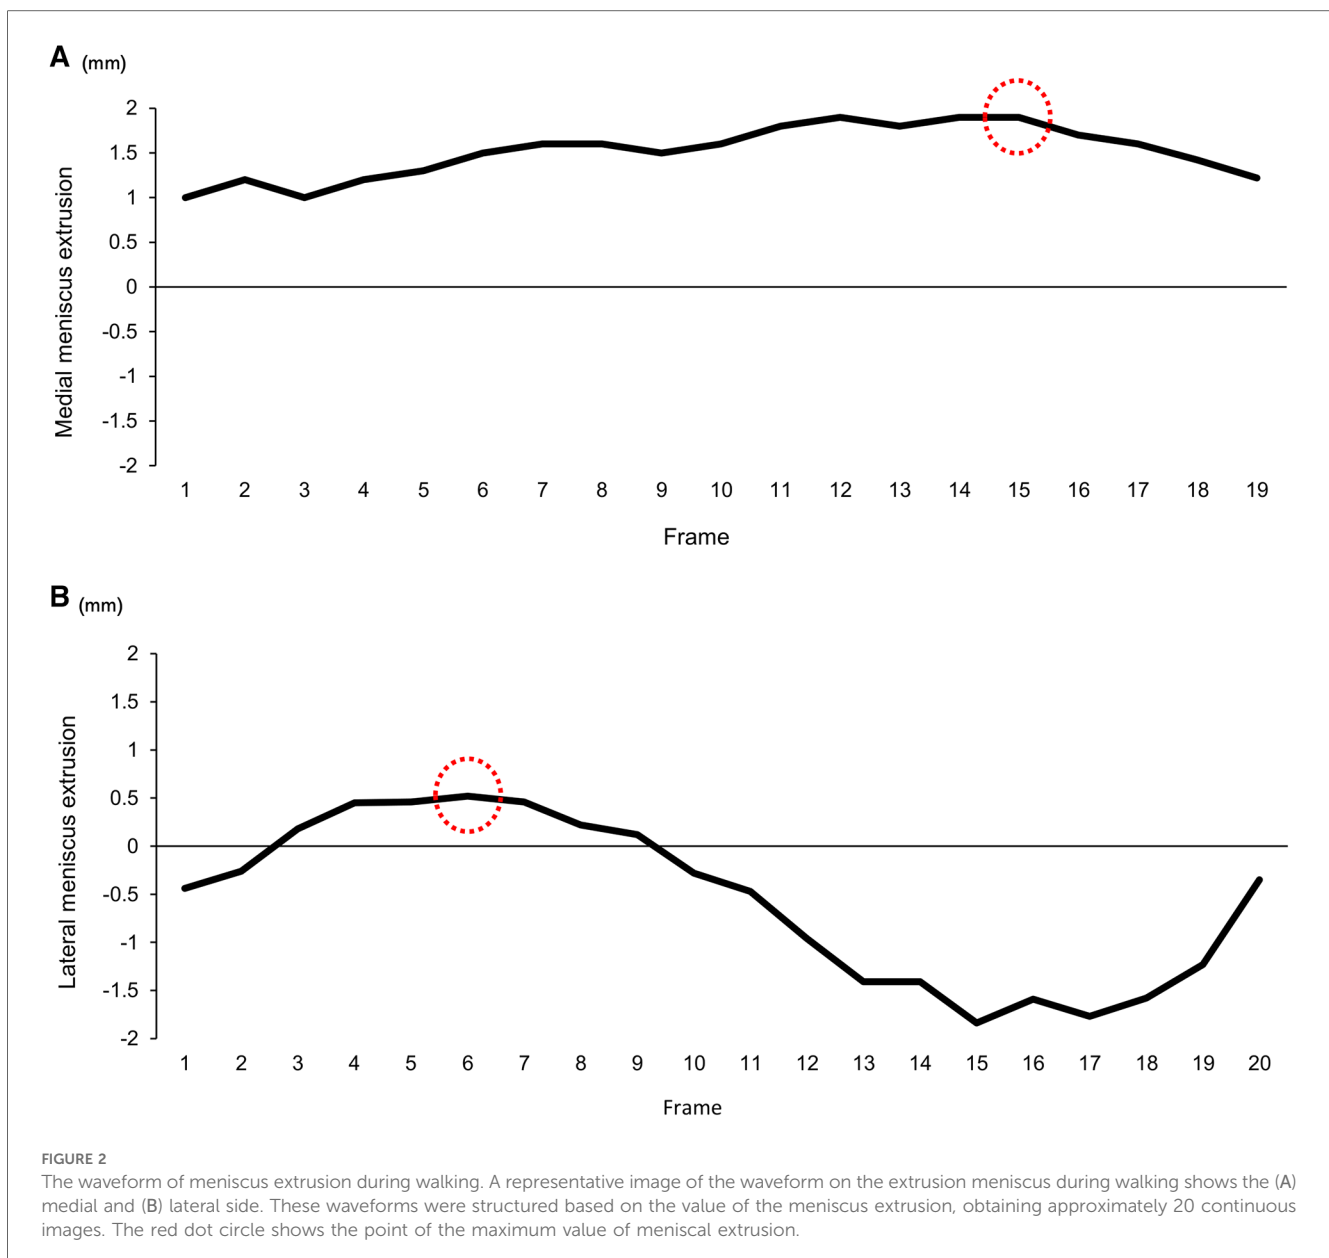 A (mm)
Medial meniscus extrusion
2
1.5
1
0.5
0
-0.5
-1
-1.5
-2
1 2 3 4 5 6 7 8 9 10 11 12 13 14 15 16 17 18 19
Frame
B (mm)
Lateral meniscus extrusion
2
1.5
1
0.5
0
-0.5
-1
-1.5
-2
1 2 3 4 5 6 7 8 9 10 11 12 13 14 15 16 17 18 19 20
Frame
FIGURE 2
The waveform of meniscus extrusion during walking. A representative image of the waveform on the extrusion meniscus during walking shows the (A)
medial and (B) lateral side. These waveforms were structured based on the value of the meniscus extrusion, obtaining approximately 20 continuous
images. The red dot circle shows the point of the maximum value of meniscal extrusion.